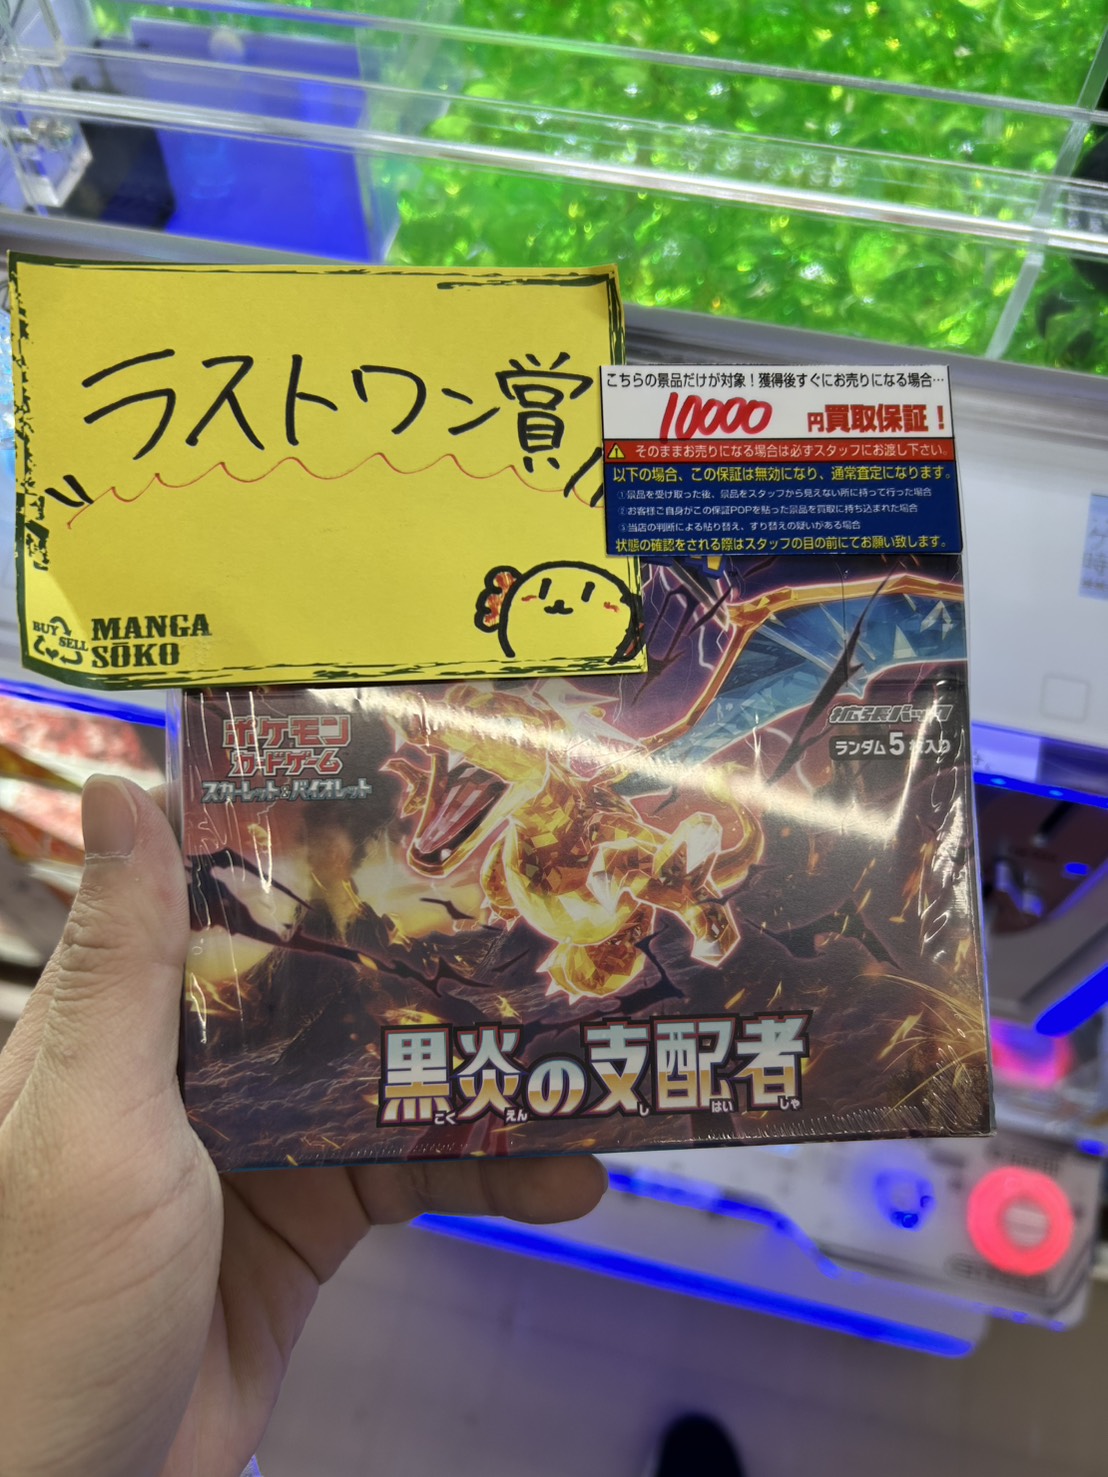 ラストワン賞
BUY
SELL
MANGA
SŌKO
こちらの景品だけが対象！獲得後すぐにお売りになる場合…
10000 円買取保証！
そのままお売りになる場合は必ずスタッフにお渡し下さい。
以下の場合、この保証は無効になり、通常査定になります。
①景品を受け取った後、景品をスタッフから見えない所に持って行った場合
②お客様ご自身がこの保証POPを貼った景品を買取に持ち込まれた場合
③当店の判断による貼り替え、すり替えの疑いがある場合
状態の確認をされる際はスタッフの目の前にてお願い致します。
ポケモン
カードゲーム
スカーレット&バイオレット
拡張パック
ランダム5枚入り
黒炎の支配者
こく えん し はい しゃ